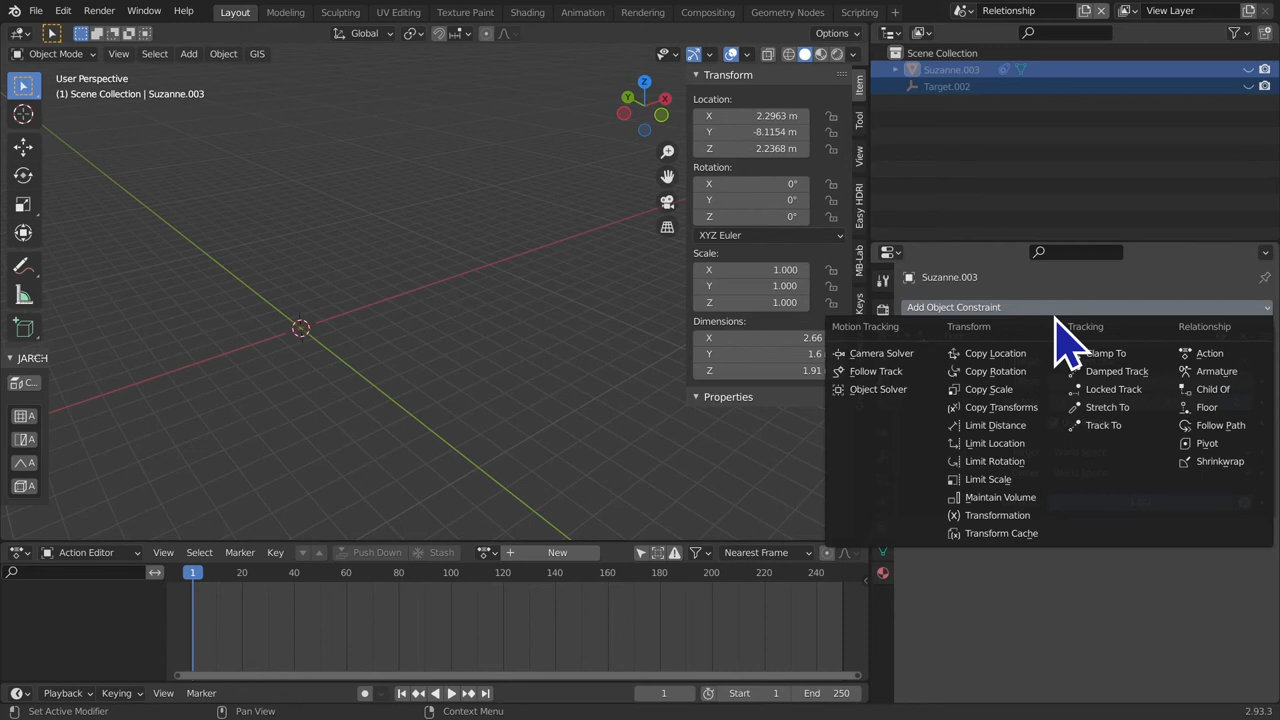 File Edit Render Window Help Layout Modeling Sculpting UV Editing Texture Paint Shading Animation Rendering Compositing Geometry Nodes Scripting + Relationship View Layer
Global Options
Object Mode View Select Add Object GIS
User Perspective
(1) Scene Collection | Suzanne.003
Z
Y X
Transform
Location:
X 2.2963 m
Y -8.1154 m
Z 2.2368 m
Rotation:
X 0°
Y 0°
Z 0°
XYZ Euler
Scale:
X 1.000
Y 1.000
Z 1.000
Dimensions:
X 2.66
Y 1.6
Z 1.91
Properties
Item
Tool
View
Easy HDRI
MB-Lab
Keys
JARCH
C...
A
A
A
A
Scene Collection
Suzanne.003
Target.002
Suzanne.003
Add Object Constraint
Motion Tracking Transform Tracking Relationship
Camera Solver Copy Location Clamp To Action
Follow Track Copy Rotation Damped Track Armature
Object Solver Copy Scale Locked Track Child Of
Copy Transforms Stretch To Floor
Limit Distance Track To Follow Path
Limit Location Pivot
Limit Rotation Shrinkwrap
Limit Scale
Maintain Volume
Transformation
Transform Cache
Action Editor View Select Marker Key Push Down Stash + New Nearest Frame
1 20 40 60 80 100 120 140 160 180 200 220 240
Playback Keying View Marker 1 Start 1 End 250
Set Active Modifier Pan View Context Menu 2.93.3